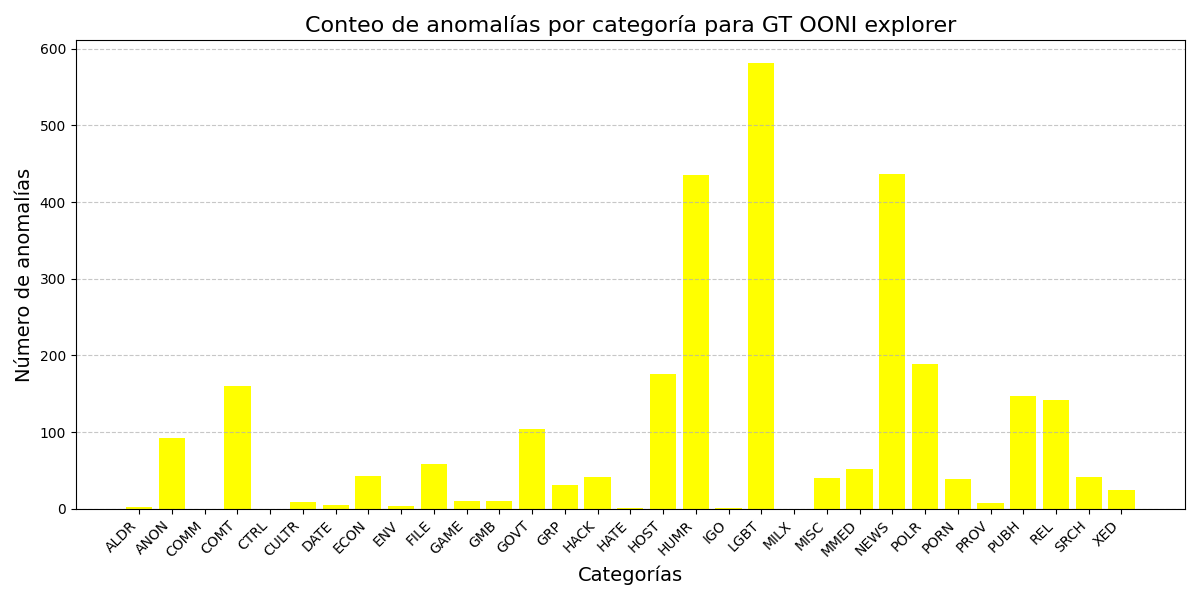 Conteo de anomalías por categoría para GT OONI explorer
Número de anomalías
600
500
400
300
200
100
0
ALDR
ANON
COMM
COMT
CTRL
CULTR
DATE
ECON
ENV
FILE
GAME
GMB
GOVT
GRP
HACK
HATE
HOST
HUMR
IGO
LGBT
MILX
MISC
MMED
NEWS
POLR
PORN
PROV
PUBH
REL
SRCH
XED
Categorías